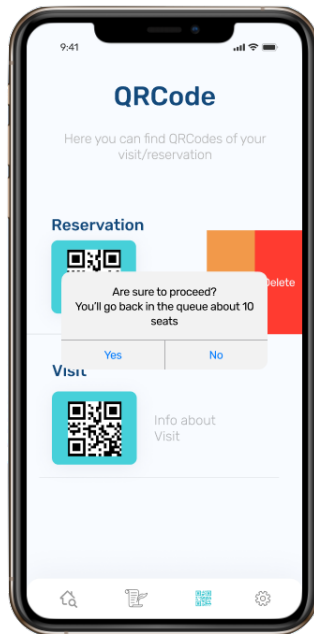 9:41
QRCode
Here you can find QRCodes of your
visit/reservation
Reservation
Delete
Are sure to proceed?
You'll go back in the queue about 10
seats
Yes
No
Visit
Info about
Visit